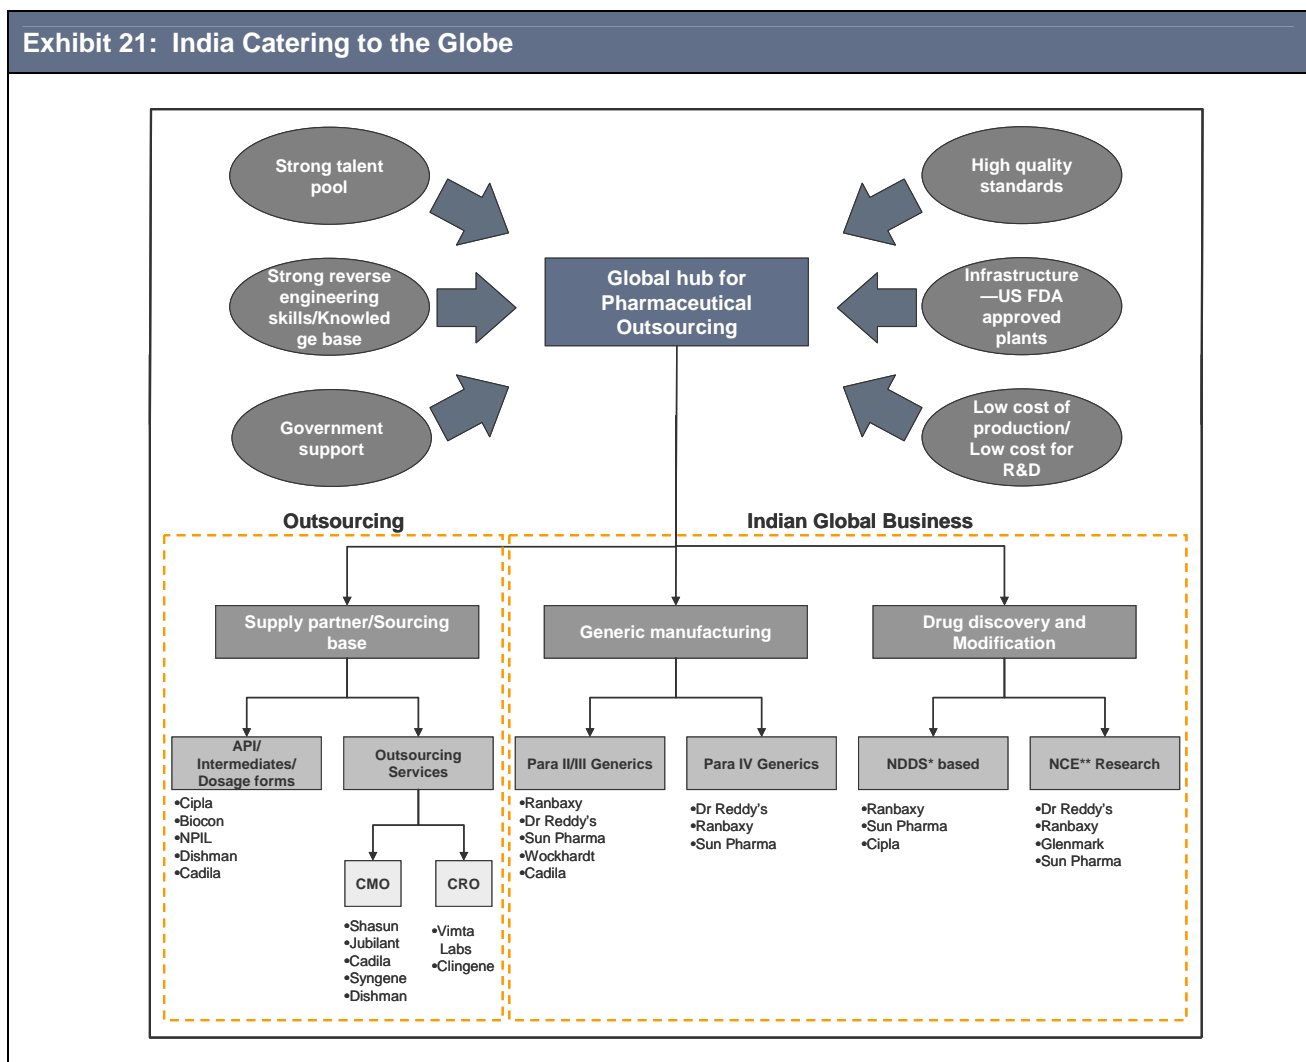 Exhibit 21: India Catering to the Globe
Strong talent
pool
High quality
standards
Strong reverse
engineering
skills/Knowled
ge base
Global hub for
Pharmaceutical
Outsourcing
Infrastructure
—US FDA
approved
plants
Government
support
Low cost of
production/
Low cost for
R&D
Outsourcing
Indian Global Business
Supply partner/Sourcing
base
Generic manufacturing
Drug discovery and
Modification
API/
Intermediates/
Dosage forms
Outsourcing
Services
Para II/III Generics
Para IV Generics
NDDS* based
NCE** Research
•Cipla
•Biocon
•NPIL
•Dishman
•Cadila
•Ranbaxy
•Dr Reddy's
•Sun Pharma
•Wockhardt
•Cadila
•Dr Reddy's
•Ranbaxy
•Sun Pharma
•Ranbaxy
•Sun Pharma
•Cipla
•Dr Reddy's
•Ranbaxy
•Glenmark
•Sun Pharma
CMO
CRO
•Shasun
•Jubilant
•Cadila
•Syngene
•Dishman
•Vimta
Labs
•Clingene